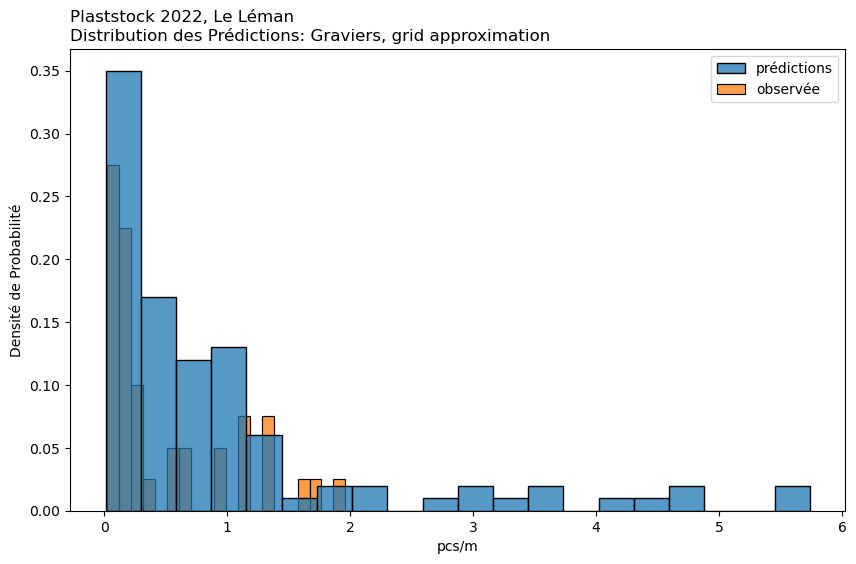 Plaststock 2022, Le Léman
Distribution des Prédictions: Graviers, grid approximation
prédictions
observée
0.35
0.30
0.25
0.20
0.15
0.10
0.05
0.00
Densité de Probabilité
0 1 2 3 4 5 6
pcs/m